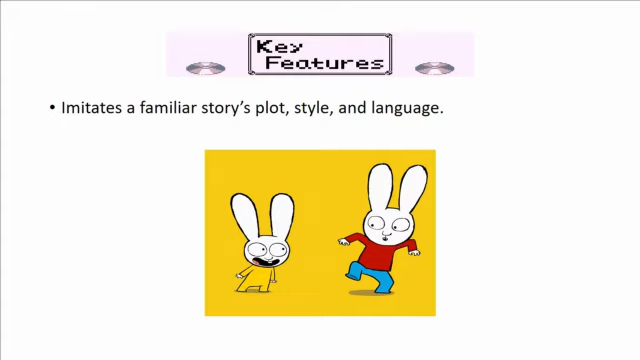 Key
Features
• Imitates a familiar story's plot, style, and language.